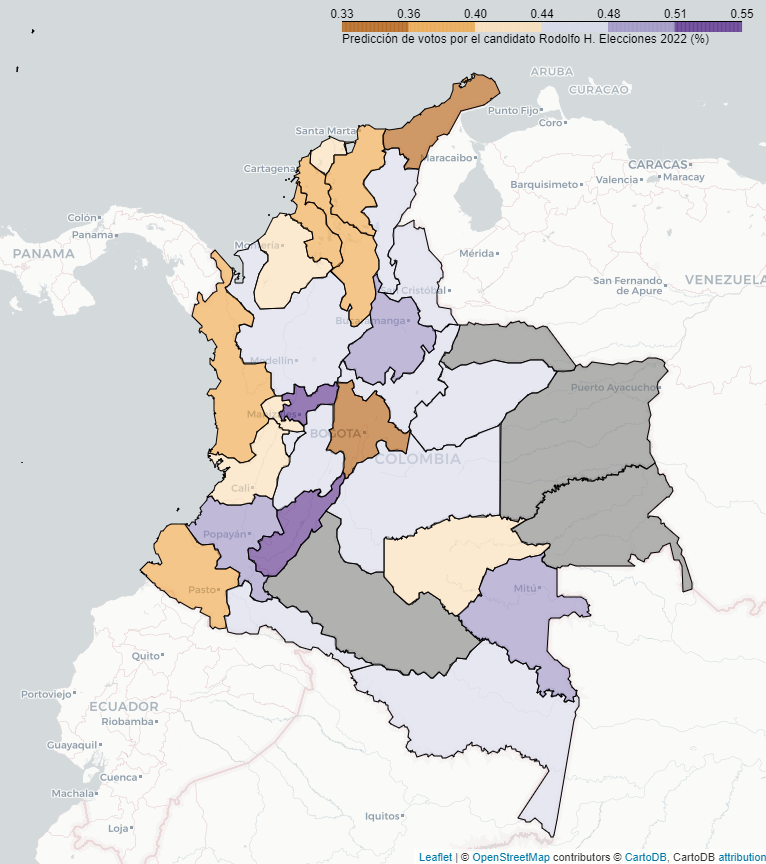 0.33 0.36 0.40 0.44 0.48 0.51 0.55
Predicción de votos por el candidato Rodolfo H. Elecciones 2022 (%)
ARUBA
CURACAO
Punto Fijo
Coro
Santa Marta
Maracaibo
CARACAS
Cartagena
Valencia
Maracay
Barquisimeto
Colón
Panama
PANAMA
Montería
Mérida
San Fernando
de Apure
VENEZUELA
San Cristóbal
Bucaramanga
Medellín
Puerto Ayacucho
Manizales
BOGOTA
COLOMBIA
Cali
Popayán
Mitú
Pasto
Quito
Portoviejo
ECUADOR
Riobamba
Guayaquil
Cuenca
Machala
Iquitos
Loja
Leaflet | © OpenStreetMap contributors © CartoDB, CartoDB attribution